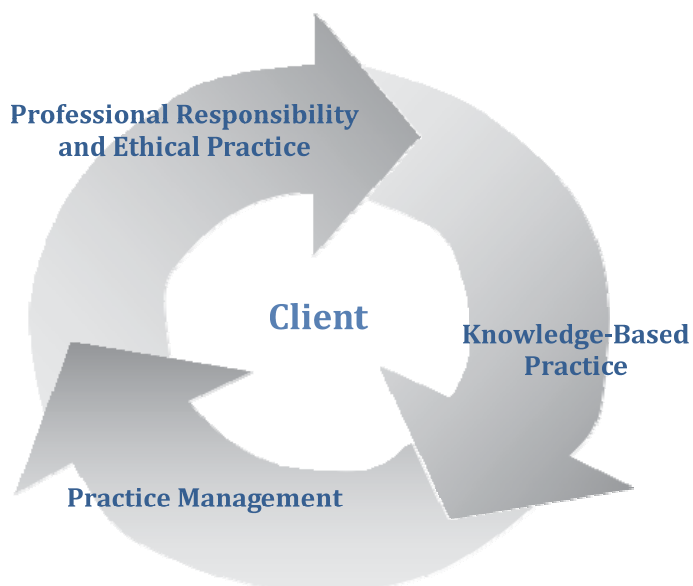 Professional Responsibility
and Ethical Practice
Client
Knowledge-Based
Practice
Practice Management